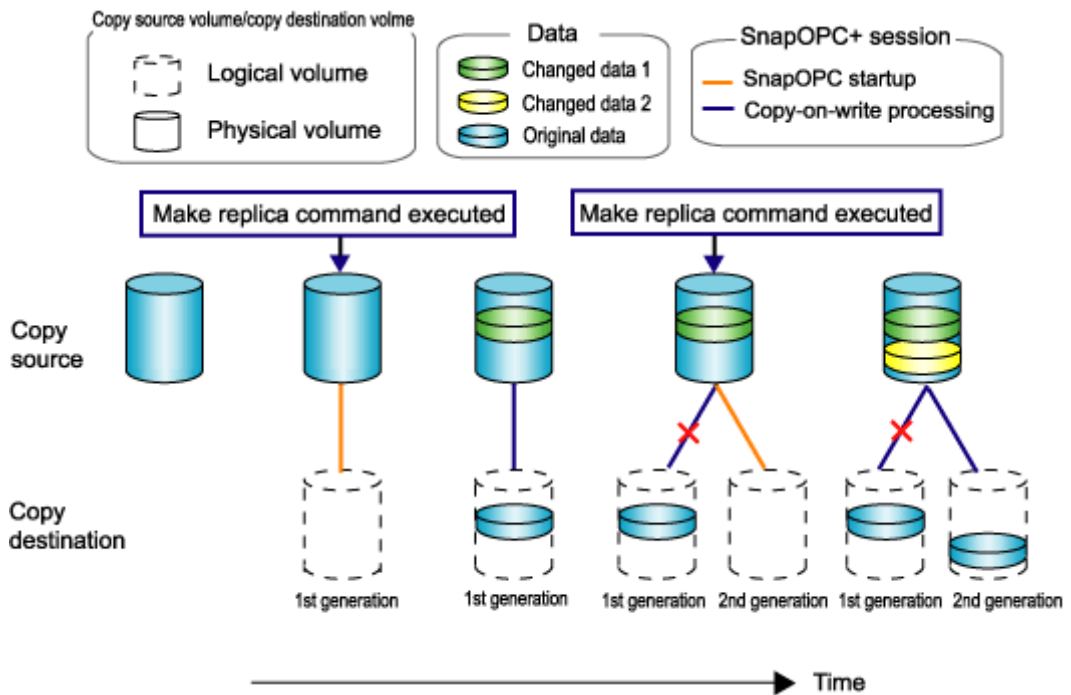 Copy source volume/copy destination volme
Logical volume
Physical volume
Data
Changed data 1
Changed data 2
Original data
SnapOPC+ session
SnapOPC startup
Copy-on-write processing
Make replica command executed
Make replica command executed
Copy
source
Copy
destination
1st generation
1st generation
1st generation
2nd generation
1st generation
2nd generation
Time